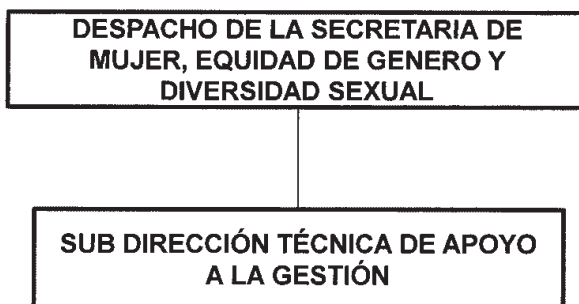 DESPACHO DE LA SECRETARIA DE
MUJER, EQUIDAD DE GENERO Y
DIVERSIDAD SEXUAL
SUB DIRECCIÓN TÉCNICA DE APOYO
A LA GESTIÓN